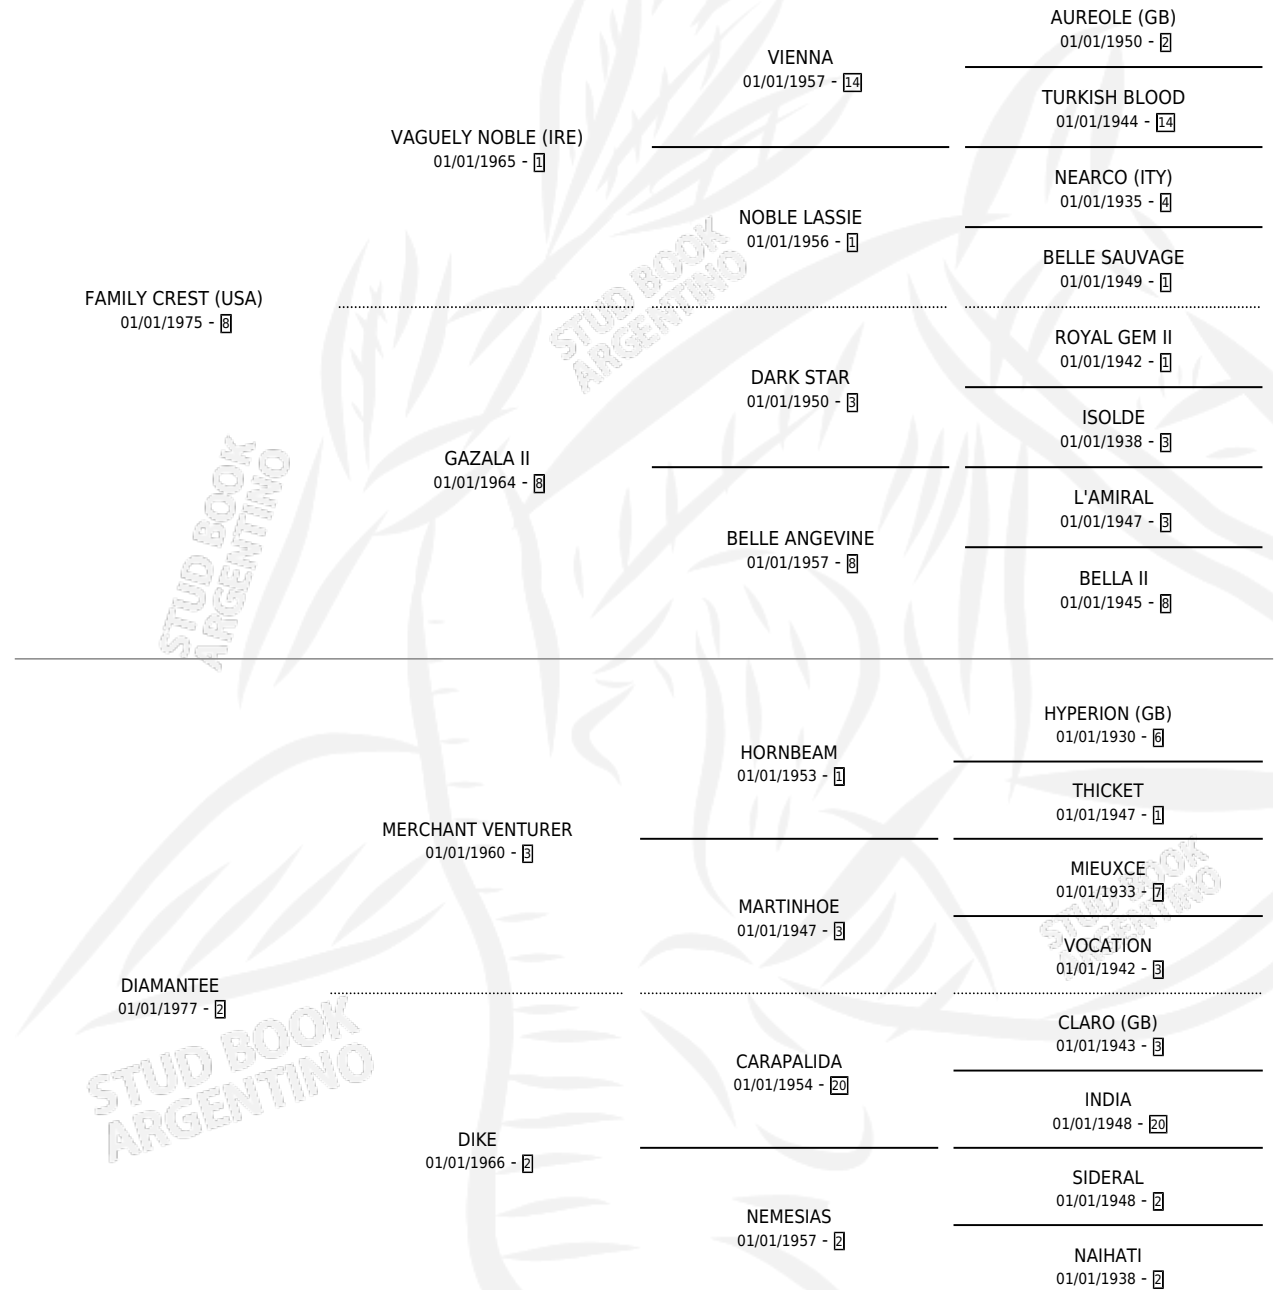 AUREOLE (GB)
01/01/1950 - 2
VIENNA
01/01/1957 - 14
TURKISH BLOOD
01/01/1944 - 14
VAGUELY NOBLE (IRE)
01/01/1965 - 1
NEARCO (ITY)
01/01/1935 - 4
NOBLE LASSIE
01/01/1956 - 1
BELLE SAUVAGE
01/01/1949 - 1
FAMILY CREST (USA)
01/01/1975 - 8
STUD BOOK
ARGENTINO
ROYAL GEM II
01/01/1942 - 1
DARK STAR
01/01/1950 - 3
ISOLDE
01/01/1938 - 3
GAZALA II
01/01/1964 - 8
L'AMIRAL
01/01/1947 - 3
BELLE ANGEVINE
01/01/1957 - 8
BELLA II
01/01/1945 - 8
STUD BOOK
ARGENTINO
HYPERION (GB)
01/01/1930 - 6
HORNBEAM
01/01/1953 - 1
THICKET
01/01/1947 - 1
MERCHANT VENTURER
01/01/1960 - 3
MIEUXCE
01/01/1933 - 7
MARTINHOE
01/01/1947 - 3
VOCATION
01/01/1942 - 3
STUD BOOK
ARGENTINO
DIAMANTEE
01/01/1977 - 2
STUD BOOK
ARGENTINO
CLARO (GB)
01/01/1943 - 3
CARAPALIDA
01/01/1954 - 20
INDIA
01/01/1948 - 20
DIKE
01/01/1966 - 2
SIDERAL
01/01/1948 - 2
NEMESIAS
01/01/1957 - 2
NAIHATI
01/01/1938 - 2